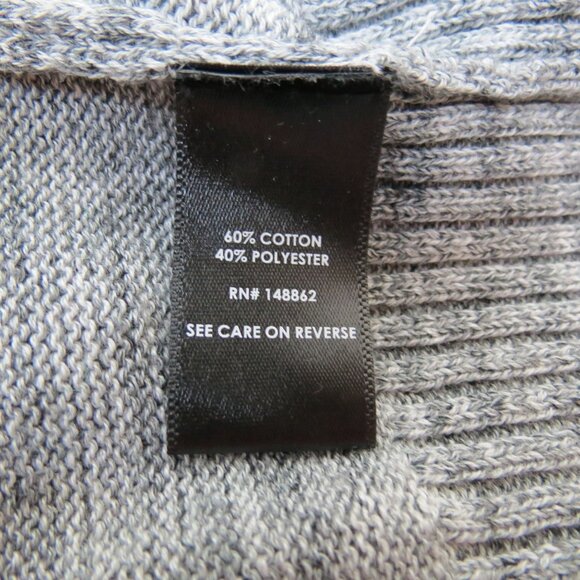 60% COTTON
40% POLYESTER
RN# 148862
SEE CARE ON REVERSE